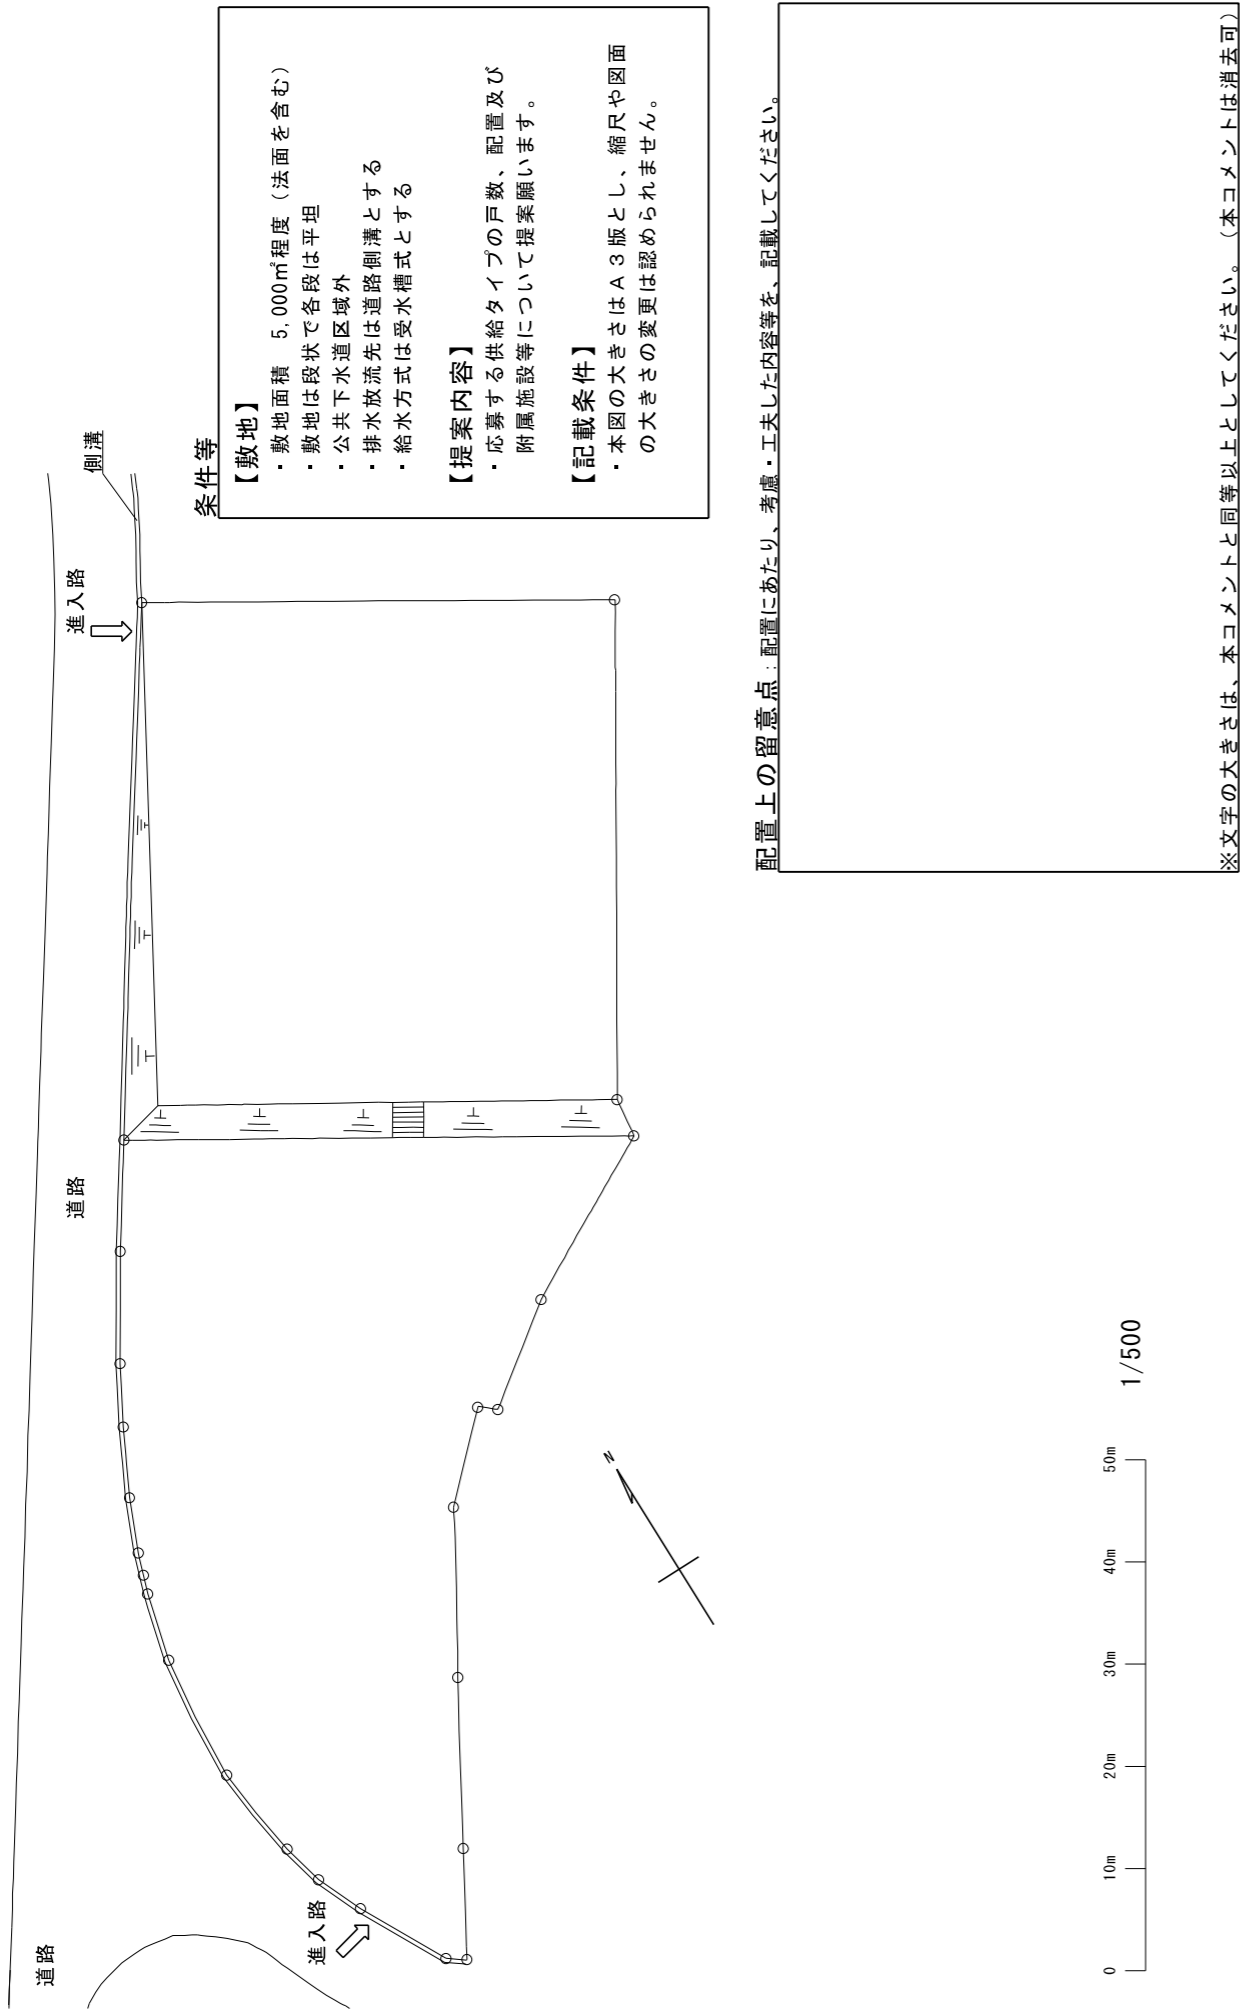 道路
進入路
道路
進入路
側溝
条件等
【敷地】
・敷地面積　5,000㎡程度（法面を含む）
・敷地は段状で各段は平坦
・公共下水道区域外
・排水放流先は道路側溝とする
・給水方式は受水槽式とする
【提案内容】
・応募する供給タイプの戸数、配置及び
附属施設等について提案願います。
【記載条件】
・本図の大きさはA3版とし、縮尺や図面
の大きさの変更は認められません。
N
配置上の留意点：配置にあたり、考慮・工夫した内容等を、記載してください。
※文字の大きさは、本コメントと同等以上としてください。（本コメントは消去可）
0 10m 20m 30m 40m 50m
1/500